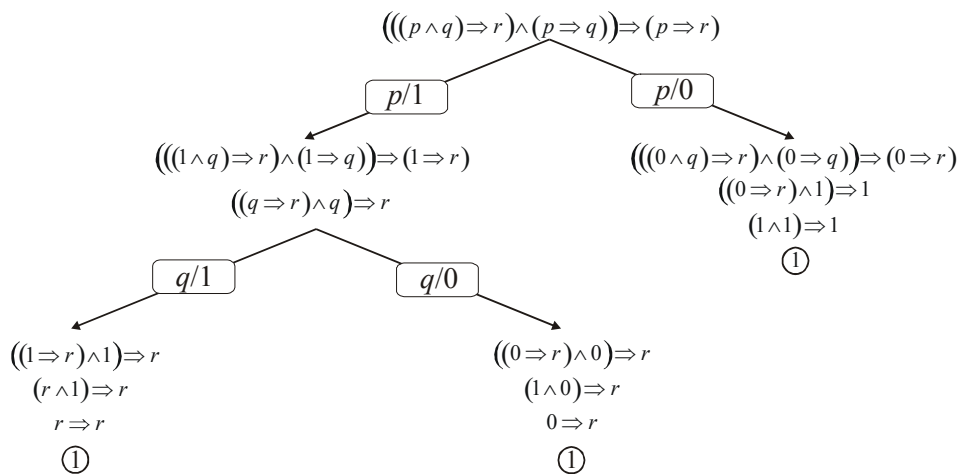 (((p ∧ q) ⇒ r) ∧ (p ⇒ q)) ⇒ (p ⇒ r)
p/1
p/0
(((1 ∧ q) ⇒ r) ∧ (1 ⇒ q)) ⇒ (1 ⇒ r)
(((0 ∧ q) ⇒ r) ∧ (0 ⇒ q)) ⇒ (0 ⇒ r)
((q ⇒ r) ∧ q) ⇒ r
((0 ⇒ r) ∧ 1) ⇒ 1
(1 ∧ 1) ⇒ 1
1
q/1
q/0
((1 ⇒ r) ∧ 1) ⇒ r
(r ∧ 1) ⇒ r
r ⇒ r
1
((0 ⇒ r) ∧ 0) ⇒ r
(1 ∧ 0) ⇒ r
0 ⇒ r
1